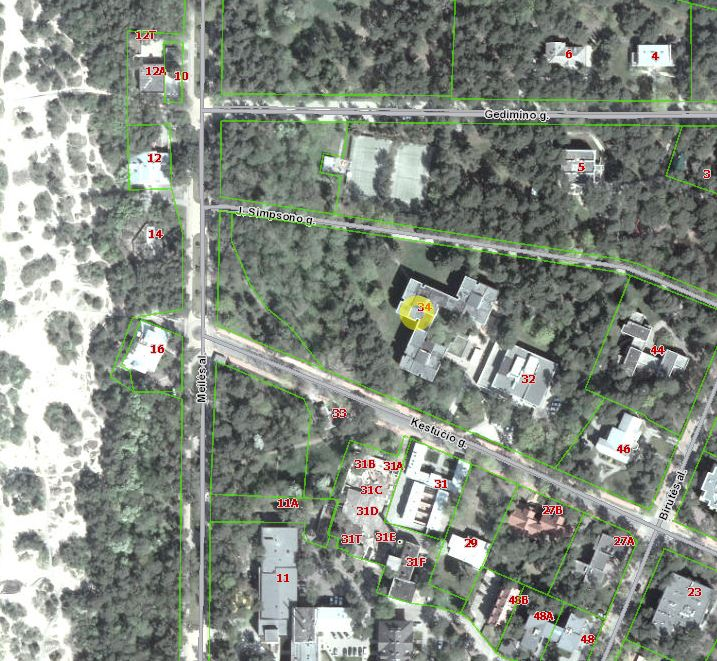 12T
12A
10
6
4
Gedimino g.
12
5
3
J. Simpsono g.
14
34
16
44
32
Meilės al.
33
Kęstučio g.
46
31B
31A
31
31C
11A
31D
27B
Birutės al.
31T
31E
29
27A
31F
11
48B
48A
23
48